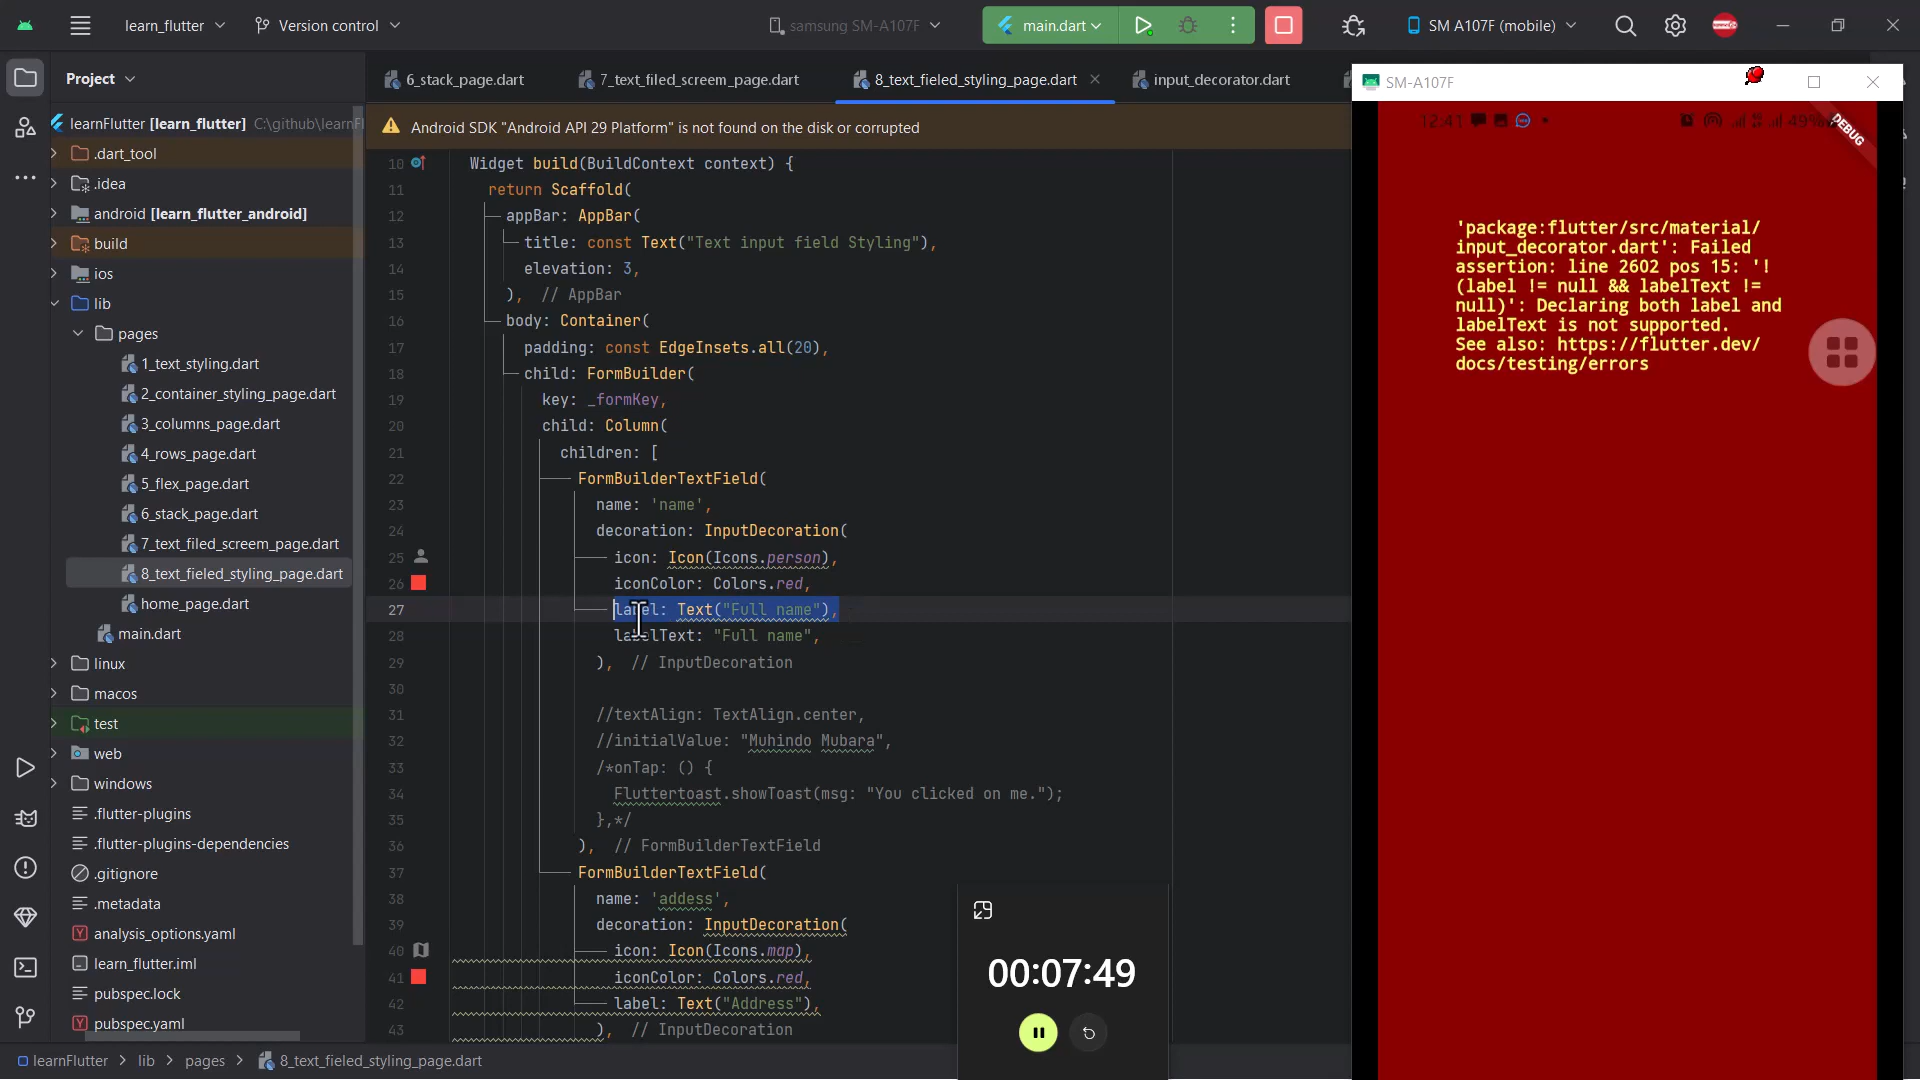 learn_flutter
Version control
samsung SM-A107F
main.dart
SM A107F (mobile)
Project
6_stack_page.dart
7_text_filed_screem_page.dart
8_text_fieled_styling_page.dart
input_decorator.dart
SM-A107F
Android SDK "Android API 29 Platform" is not found on the disk or corrupted
learnFlutter [learn_flutter] C:\github\learnFl
.dart_tool
.idea
android [learn_flutter_android]
build
ios
lib
pages
1_text_styling.dart
2_container_styling_page.dart
3_columns_page.dart
4_rows_page.dart
5_flex_page.dart
6_stack_page.dart
7_text_filed_screem_page.dart
8_text_fieled_styling_page.dart
home_page.dart
main.dart
linux
macos
test
web
windows
.flutter-plugins
.flutter-plugins-dependencies
.gitignore
.metadata
analysis_options.yaml
learn_flutter.iml
pubspec.lock
pubspec.yaml
10 Widget build(BuildContext context) {
11 return Scaffold(
12 appBar: AppBar(
13 title: const Text("Text input field Styling"),
14 elevation: 3,
15 ), // AppBar
16 body: Container(
17 padding: const EdgeInsets.all(20),
18 child: FormBuilder(
19 key: _formKey,
20 child: Column(
21 children: [
22 FormBuilderTextField(
23 name: 'name',
24 decoration: InputDecoration(
25 icon: Icon(Icons.person),
26 iconColor: Colors.red,
27 label: Text("Full name"),
28 labelText: "Full name",
29 ), // InputDecoration
30
31 //textAlign: TextAlign.center,
32 //initialValue: "Muhindo Mubara",
33 /*onTap: () {
34 Fluttertoast.showToast(msg: "You clicked on me.");
35 },*/
36 ), // FormBuilderTextField
37 FormBuilderTextField(
38 name: 'addess',
39 decoration: InputDecoration(
40 icon: Icon(Icons.map),
41 iconColor: Colors.red,
42 label: Text("Address"),
43 ), // InputDecoration
12:41
49%
DEBUG
'package:flutter/src/material/
input_decorator.dart': Failed
assertion: line 2602 pos 15: '!
(label != null && labelText !=
null)': Declaring both label and
labelText is not supported.
See also: https://flutter.dev/
docs/testing/errors
00:07:49
learnFlutter > lib > pages > 8_text_fieled_styling_page.dart